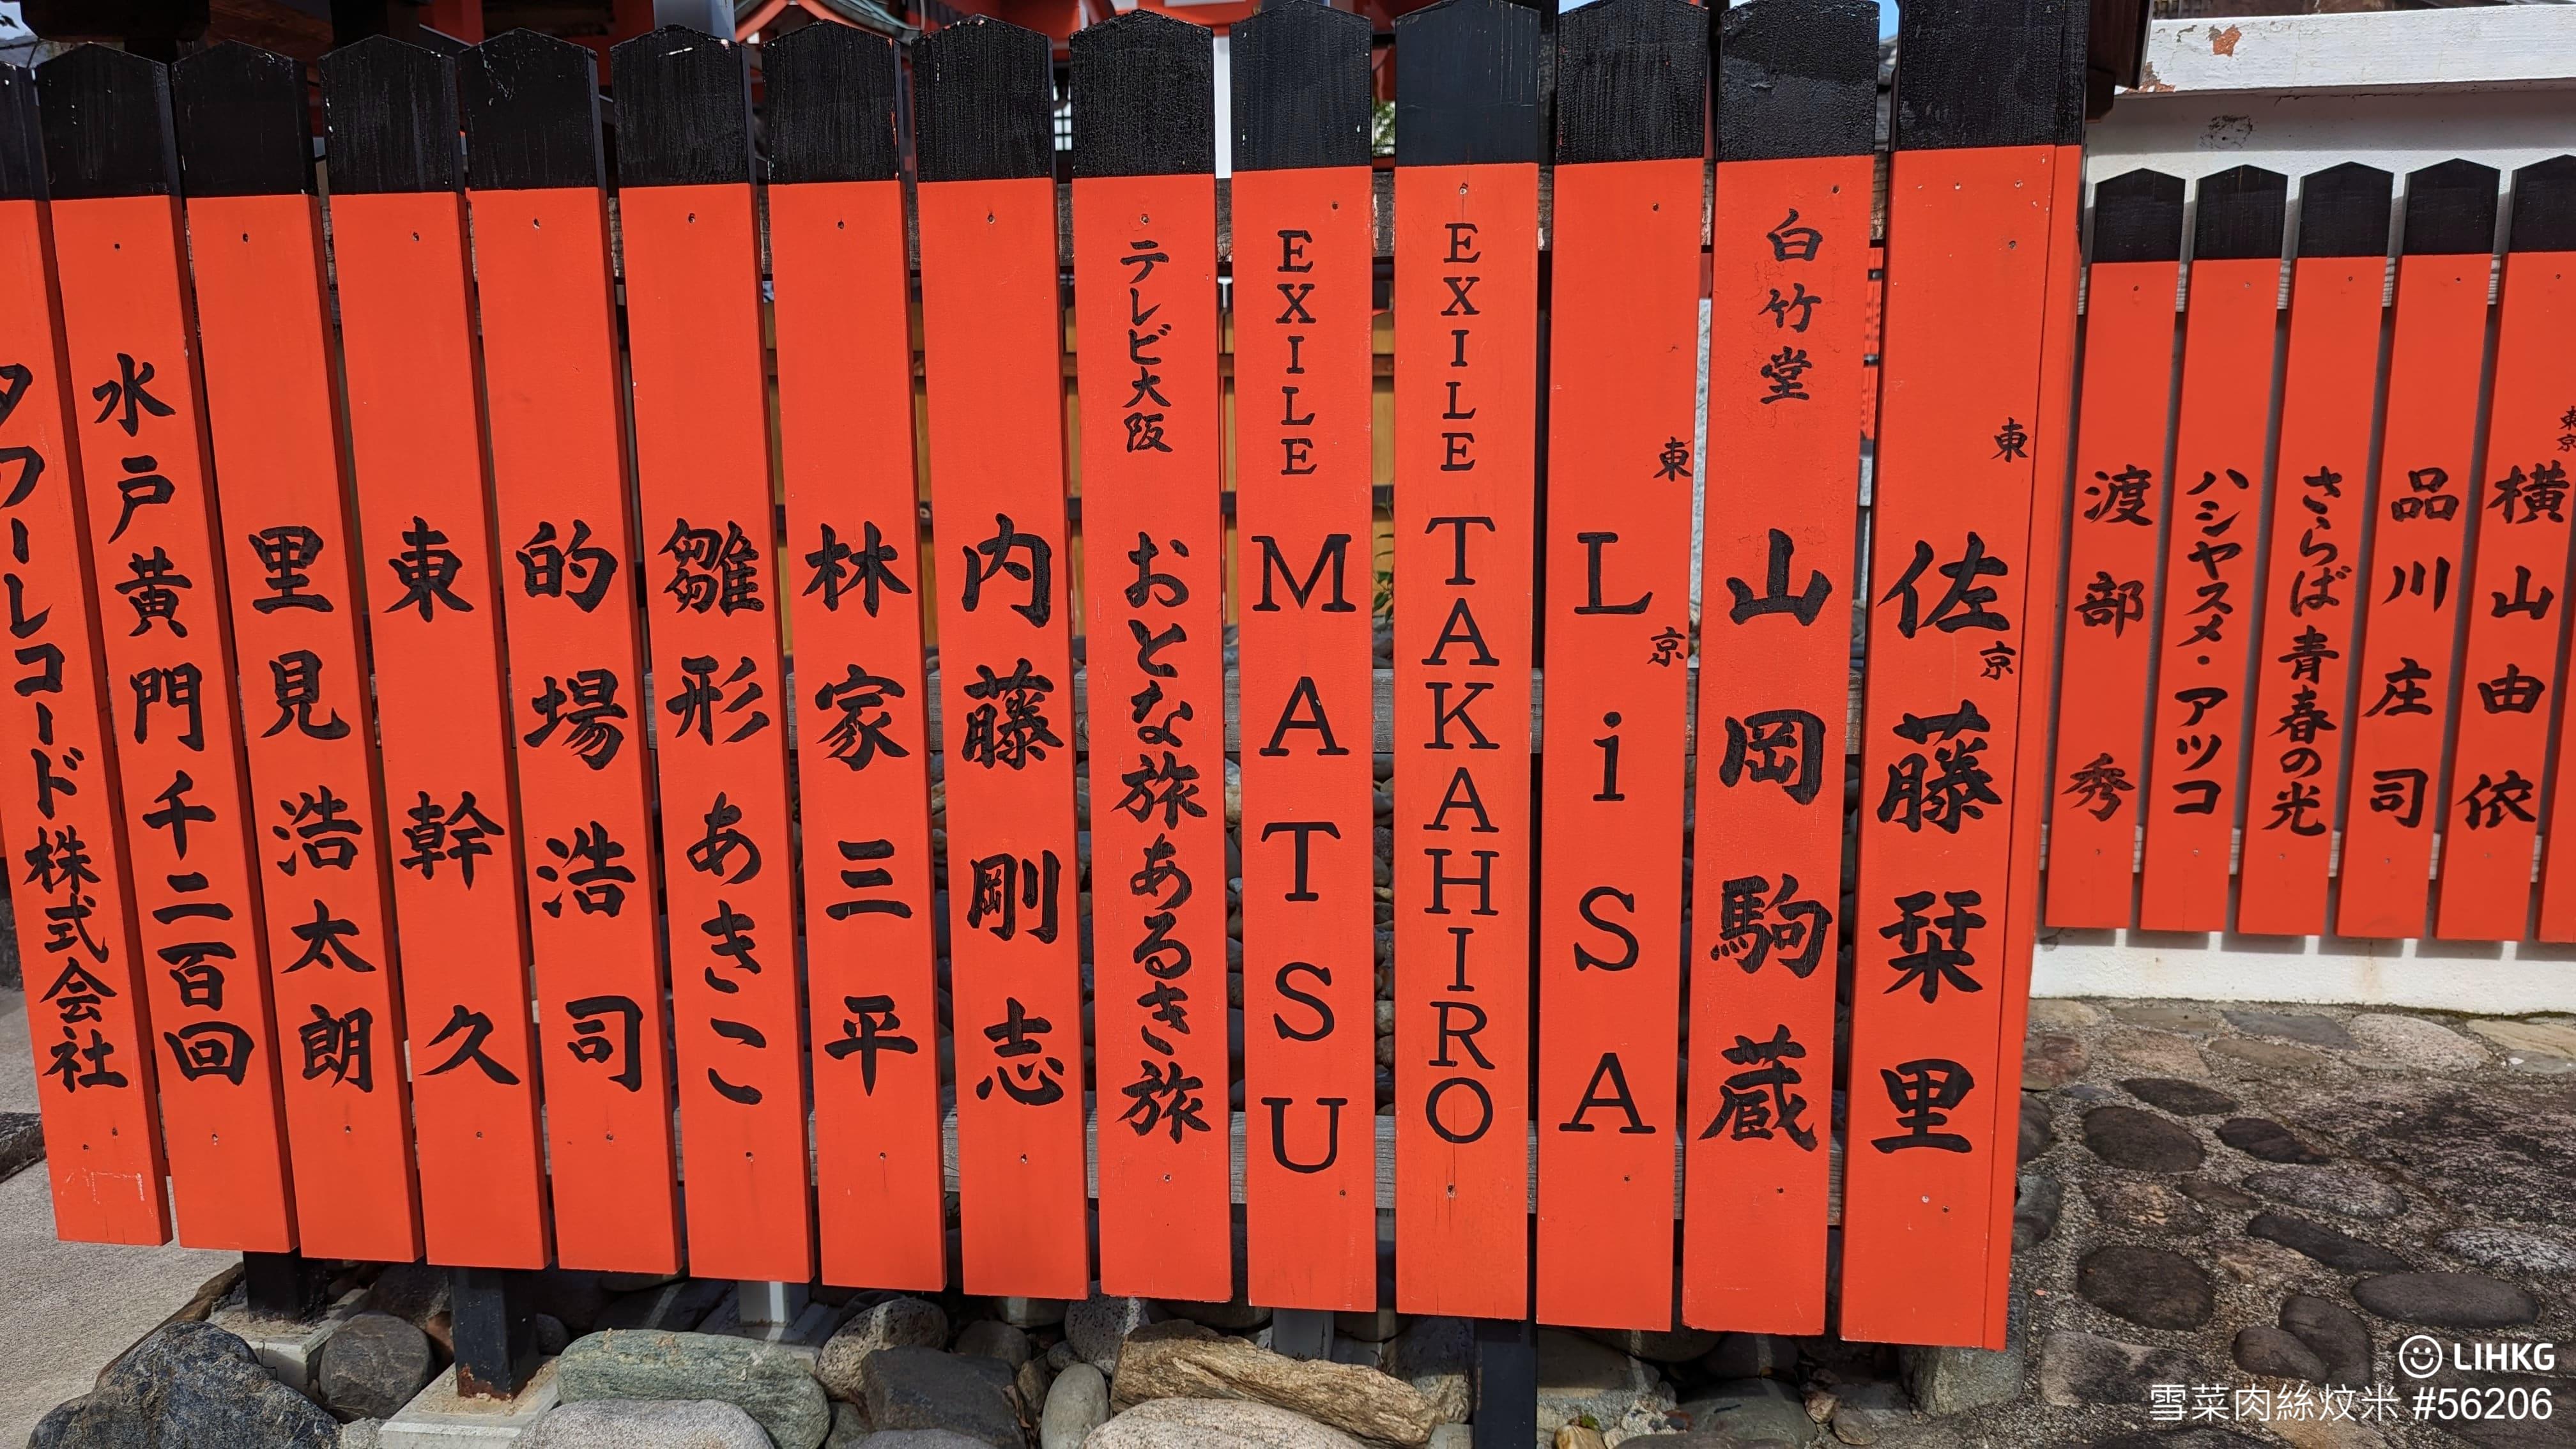 タワーレコード株式会社
水戸黄門千二百回
里見浩太朗
東幹久
的場浩司
雛形あきこ
林家三平
内藤剛志
テレビ大阪 おとな旅あるき旅
EXILE MATSU
EXILE TAKAHIRO
東京 LiSA
白竹堂 山岡駒蔵
東京 佐藤栞里
渡部秀
ハシヤスメ・アツコ
さらば青春の光
品川庄司
東京 横山由依
LIHKG
雪菜肉絲炆米 #56206